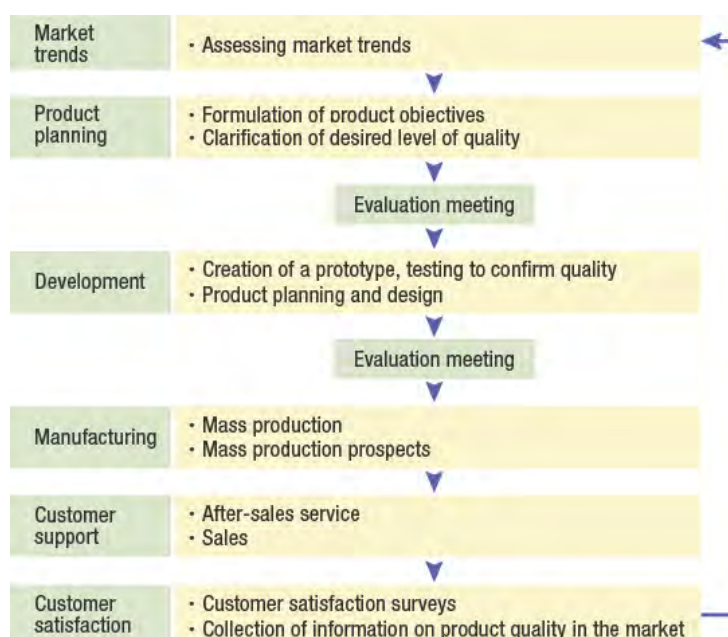 Market
trends
• Assessing market trends
Product
planning
• Formulation of product objectives
• Clarification of desired level of quality
Evaluation meeting
Development
• Creation of a prototype, testing to confirm quality
• Product planning and design
Evaluation meeting
Manufacturing
• Mass production
• Mass production prospects
Customer
support
• After-sales service
• Sales
Customer
satisfaction
• Customer satisfaction surveys
• Collection of information on product quality in the market